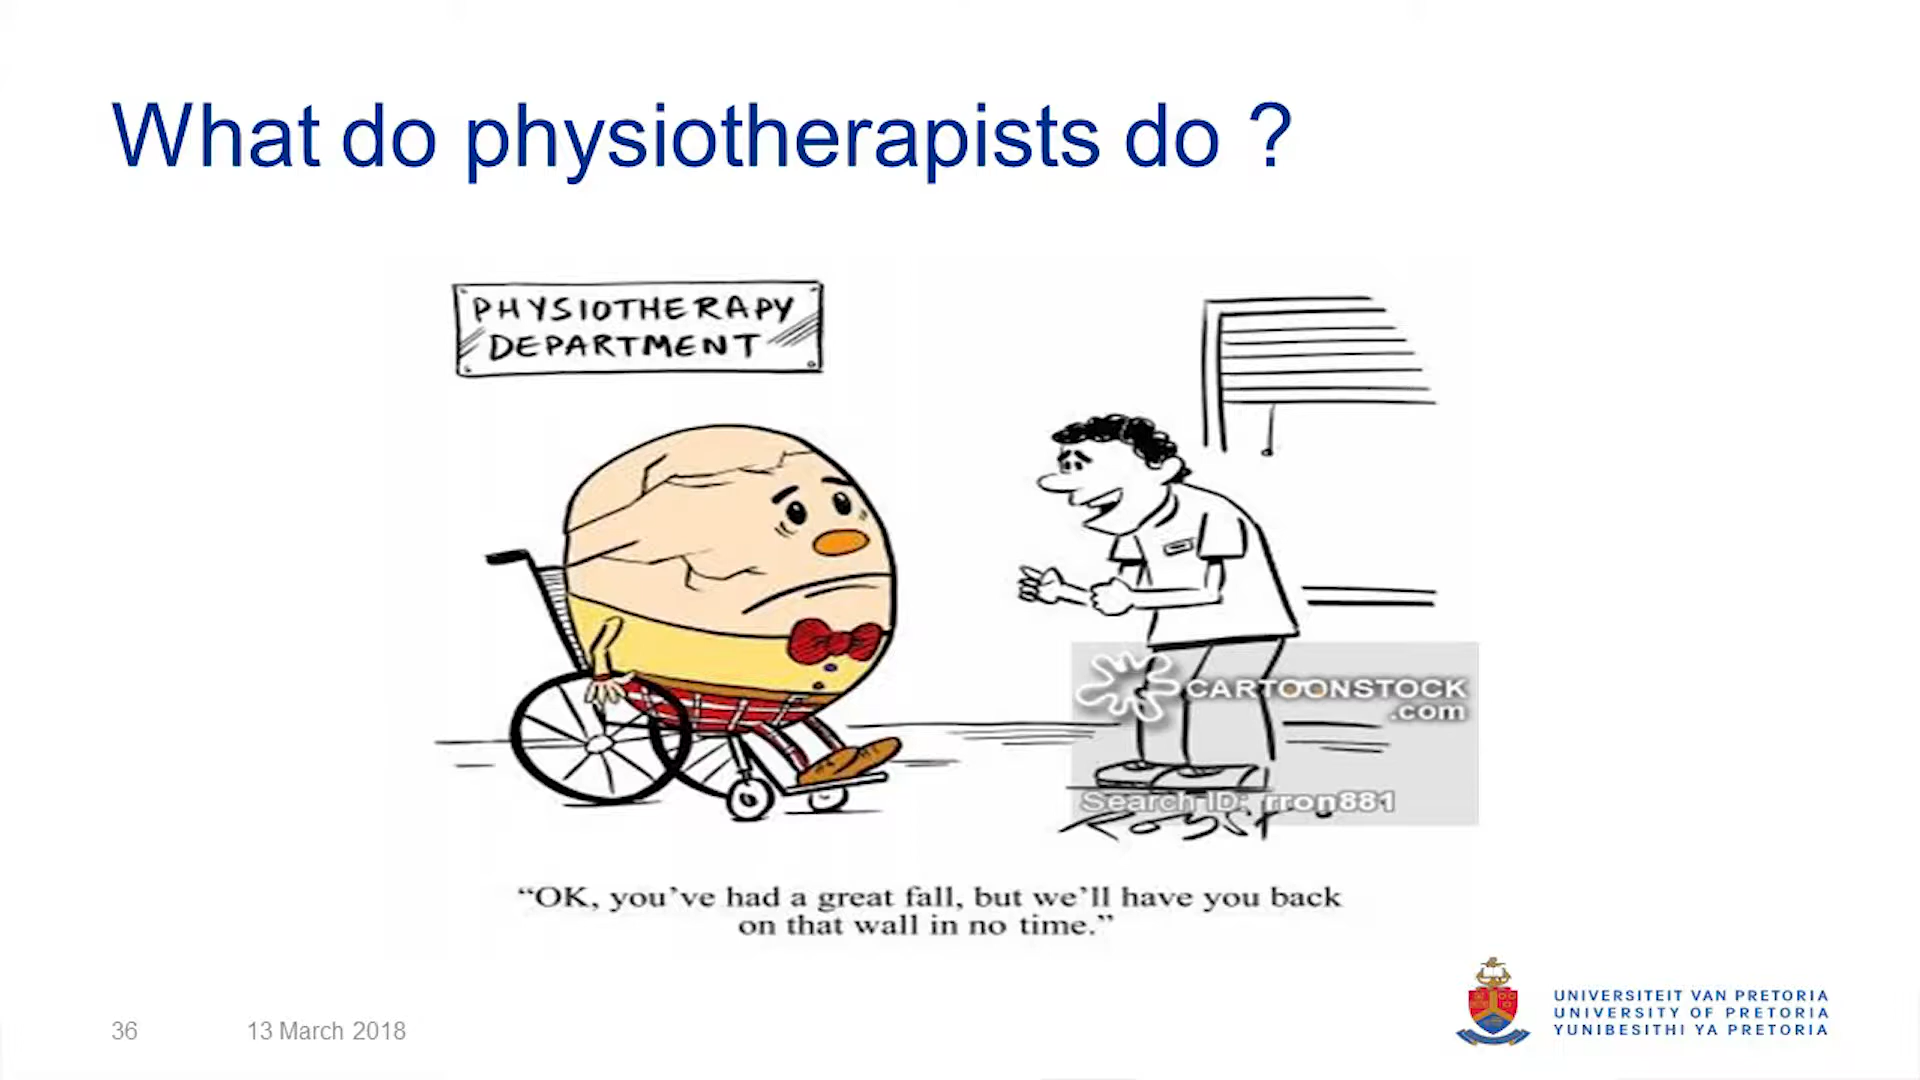 What do physiotherapists do ?
PHYSIOTHERAPY
DEPARTMENT
CARTOONSTOCK
.com
Search ID: rron881
“OK, you’ve had a great fall, but we’ll have you back
on that wall in no time.”
36
13 March 2018
UNIVERSITEIT VAN PRETORIA
UNIVERSITY OF PRETORIA
YUNIBESITHI YA PRETORIA